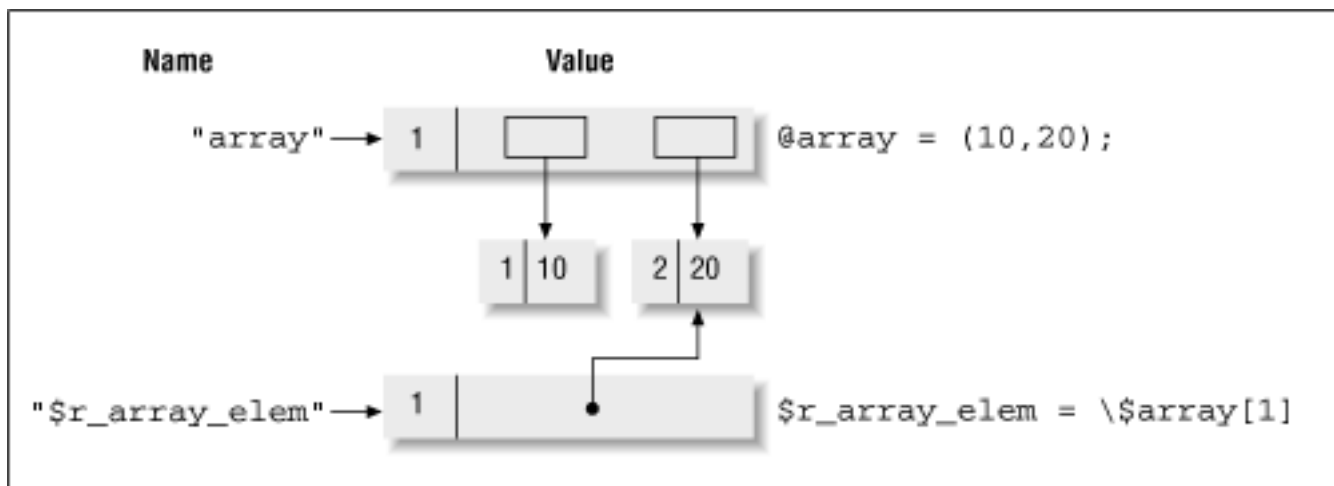 Name Value
"array" 1 @array = (10,20);
1 10 2 20
"$r_array_elem" 1 $r_array_elem = \$array[1]